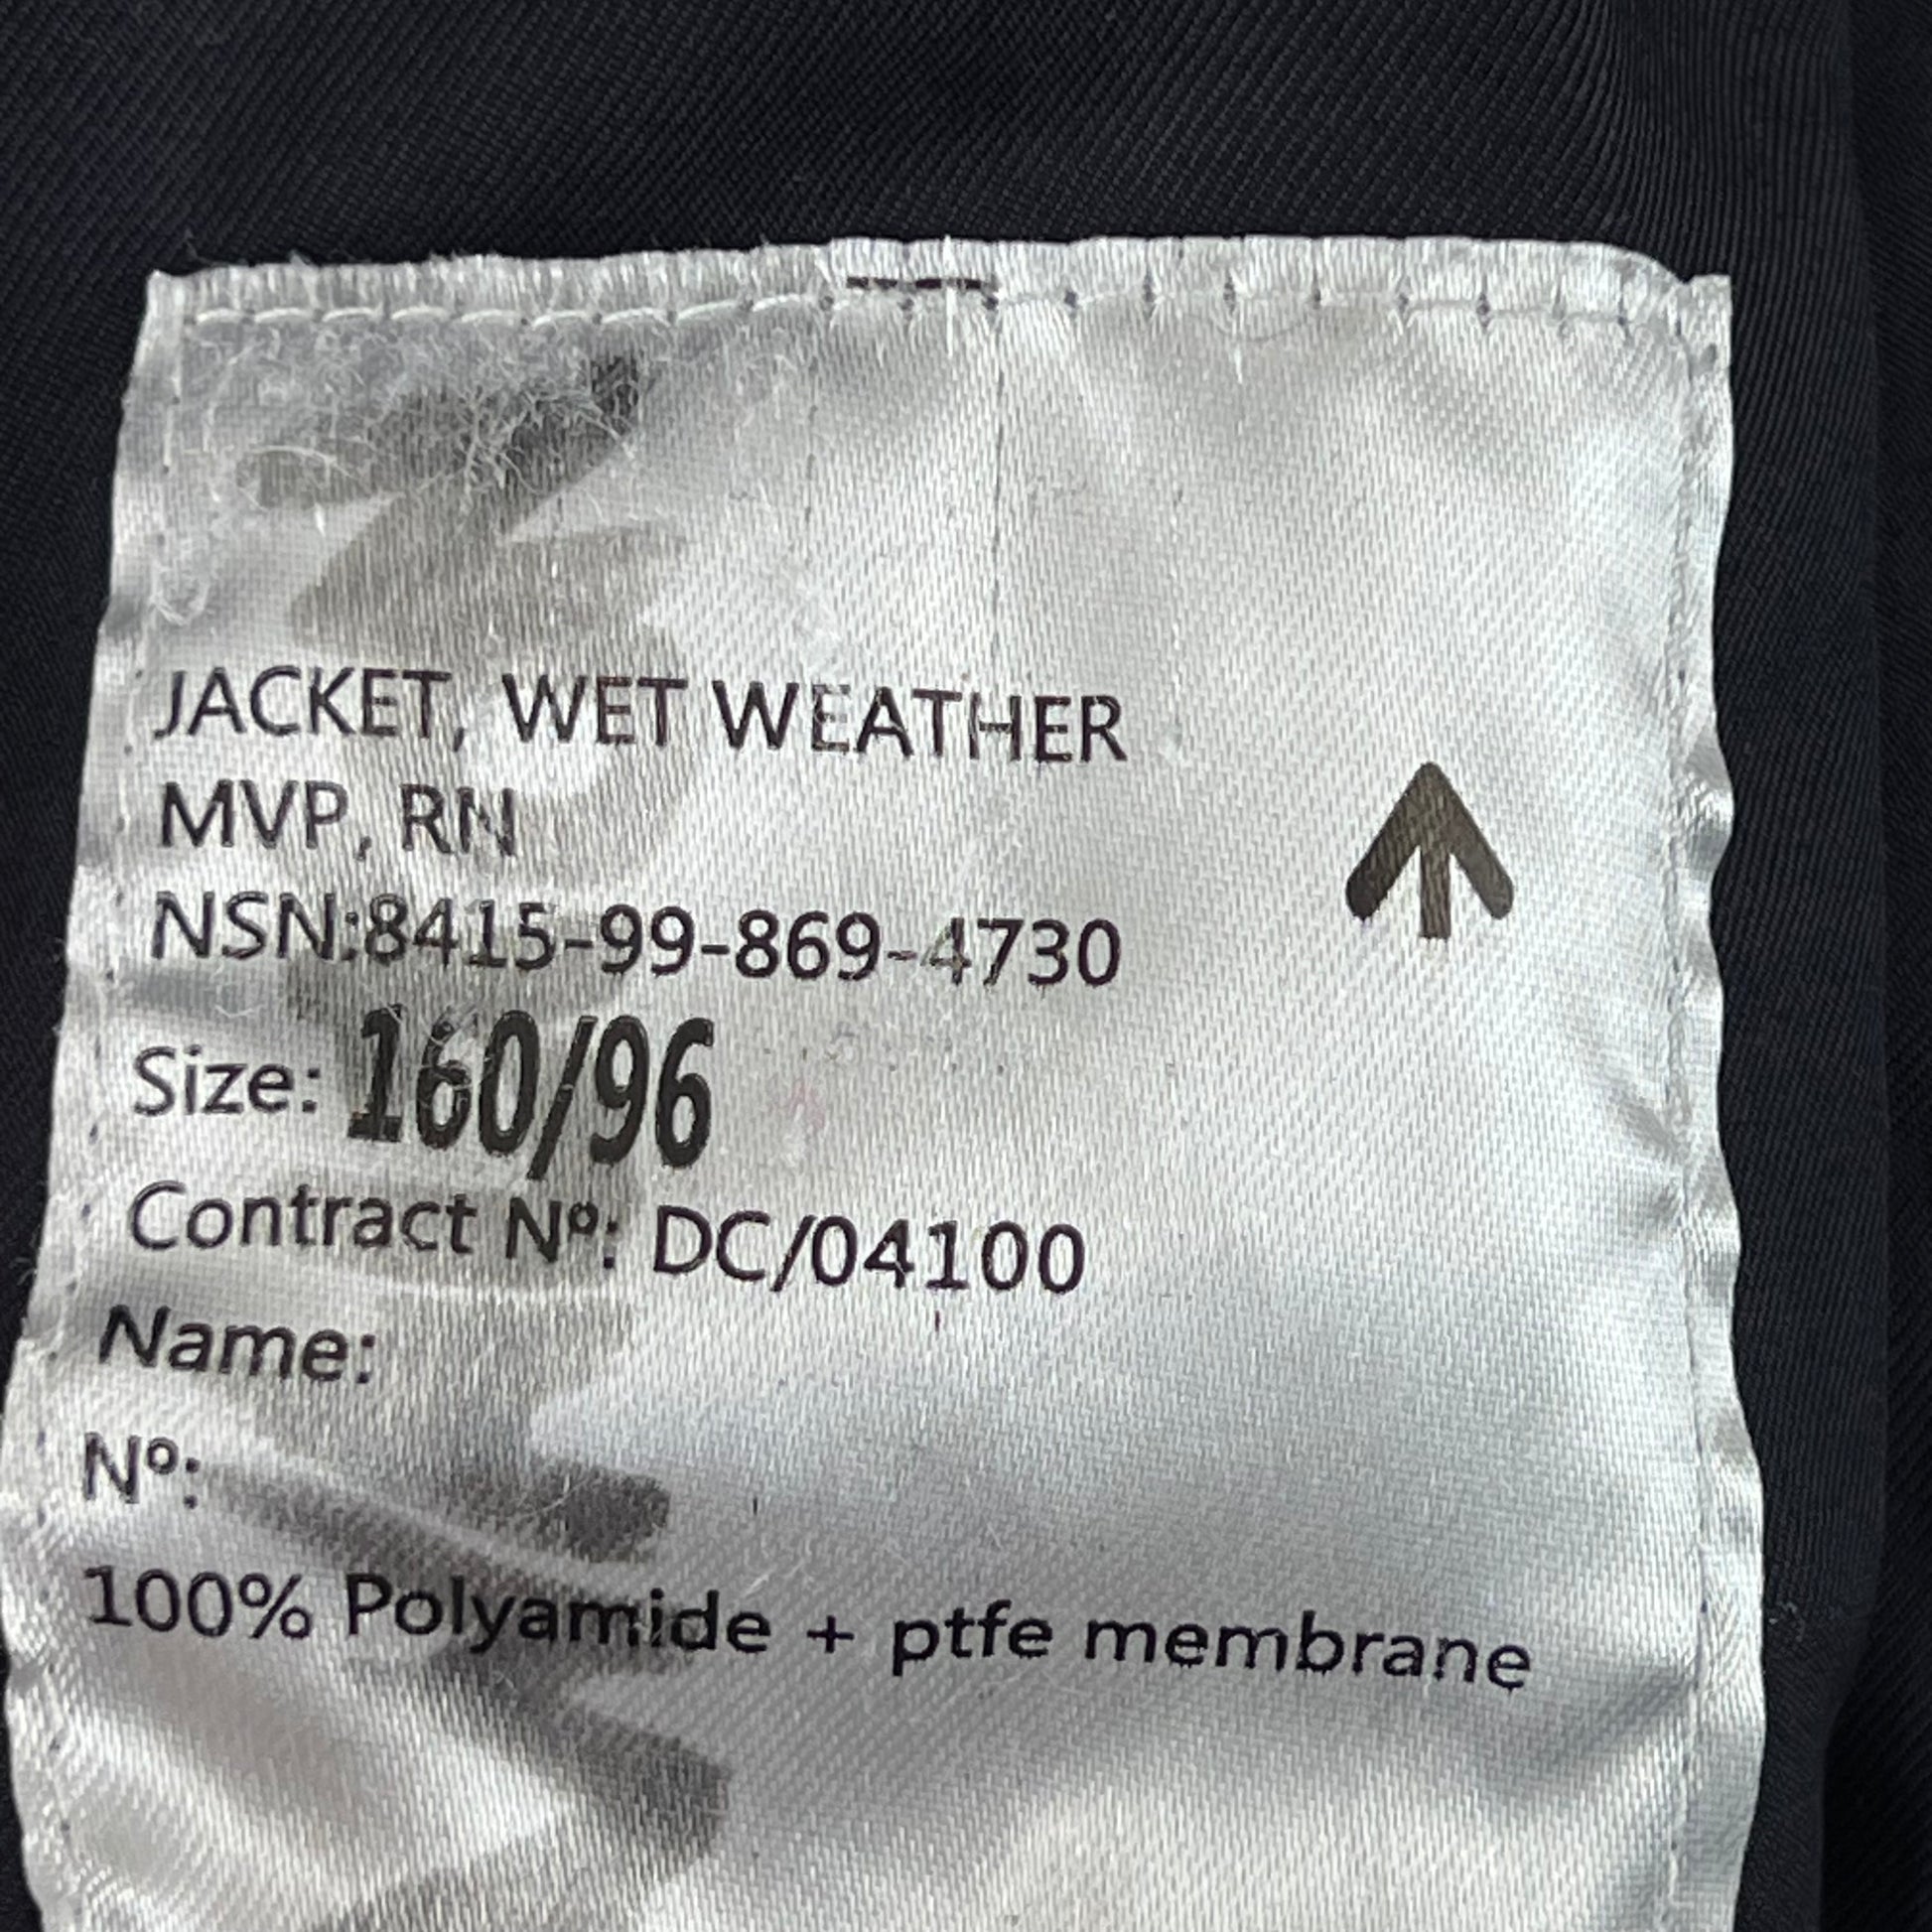 JACKET, WET WEATHER
MVP, RN
NSN:8415-99-869-4730
Size: 160/96
Contract Nº: DC/04100
Name:
Nº:
100% Polyamide + ptfe membrane